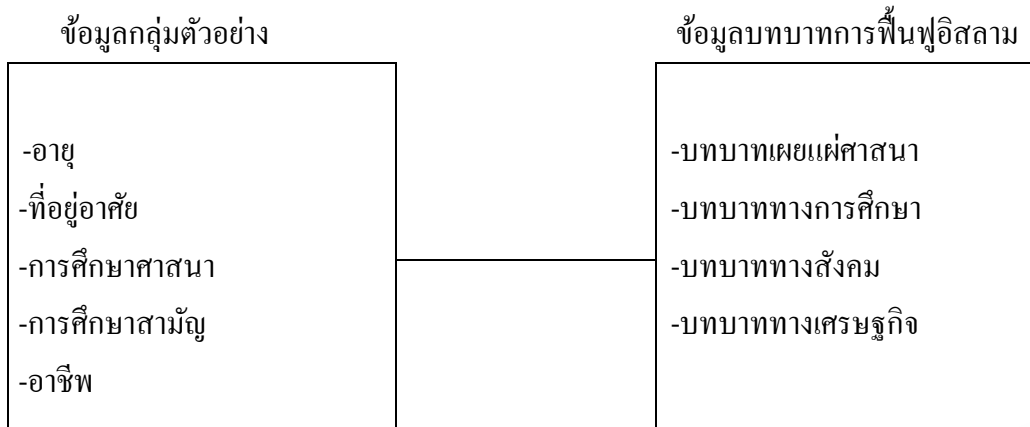 ข้อมูลกลุ่มตัวอย่าง
-อายุ
-ที่อยู่อาศัย
-การศึกษาศาสนา
-การศึกษาสามัญ
-อาชีพ
ข้อมูลบทบาทการฟื้นฟูอิสลาม
-บทบาทเผยแผ่ศาสนา
-บทบาททางการศึกษา
-บทบาททางสังคม
-บทบาททางเศรษฐกิจ